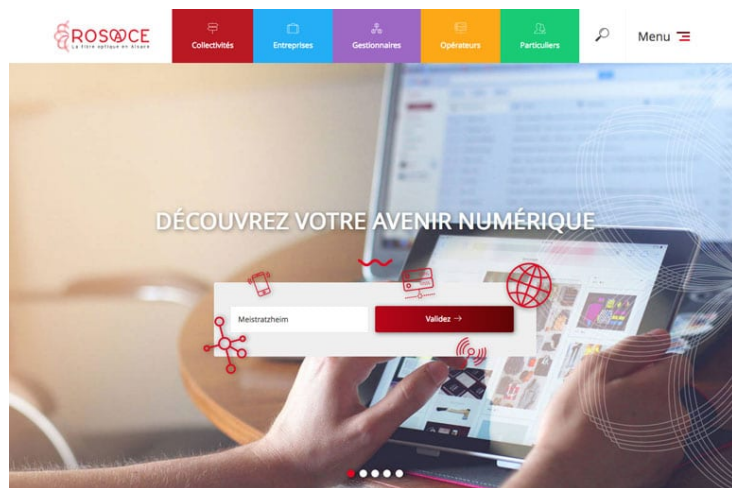 ROSACE
La fibre optique en Alsace
Collectivités
Entreprises
Gestionnaires
Opérateurs
Particuliers
Menu
DÉCOUVREZ VOTRE AVENIR NUMÉRIQUE
Meistratzheim
Validez →